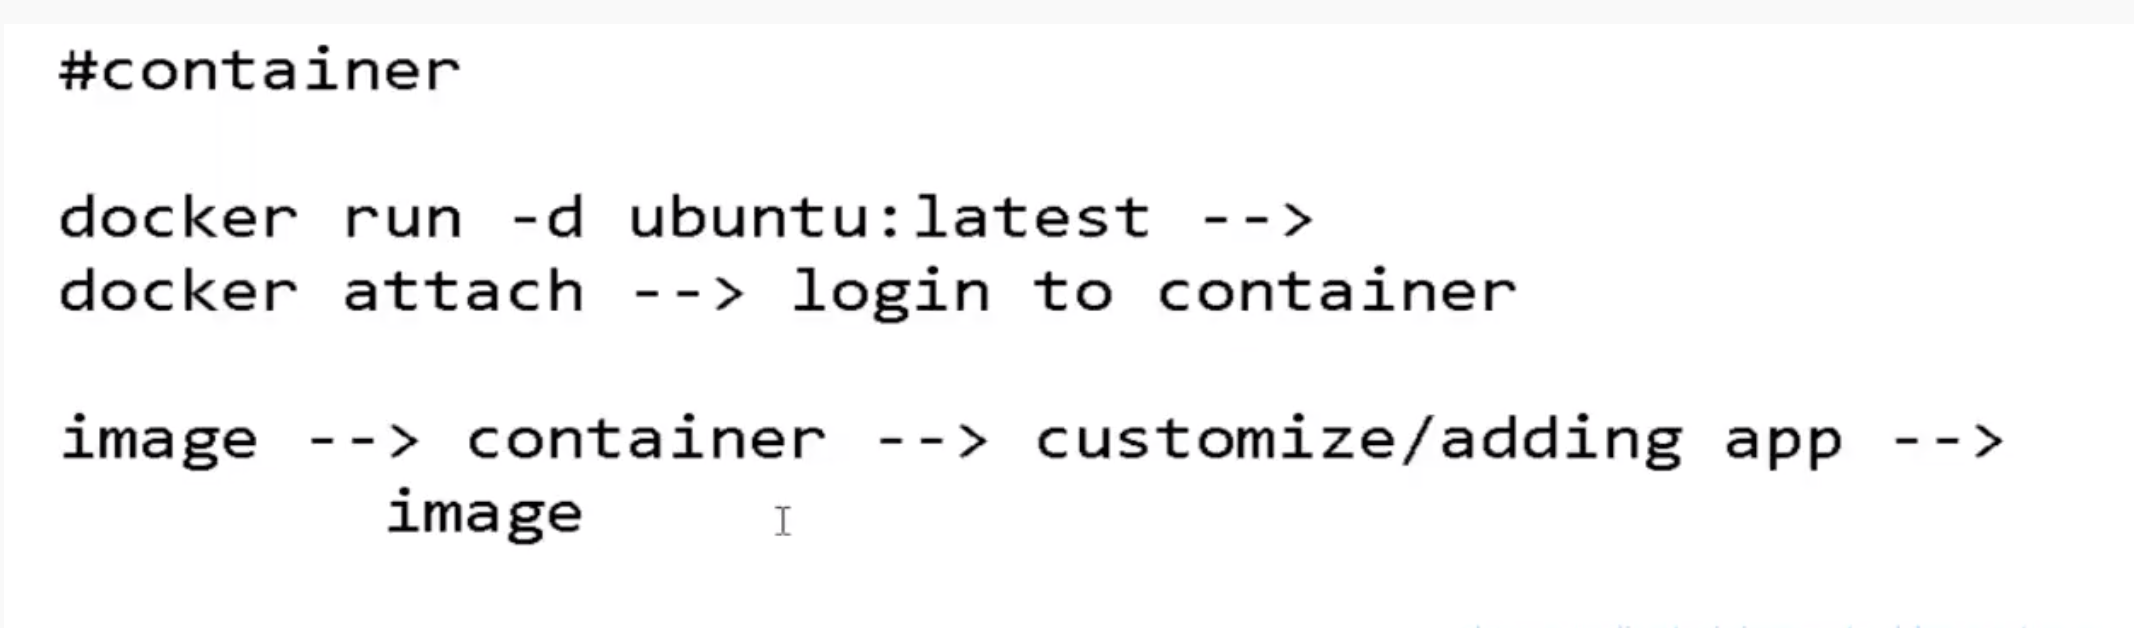 #container
docker run -d ubuntu:latest -->
docker attach --> login to container
image --> container --> customize/adding app -->
image